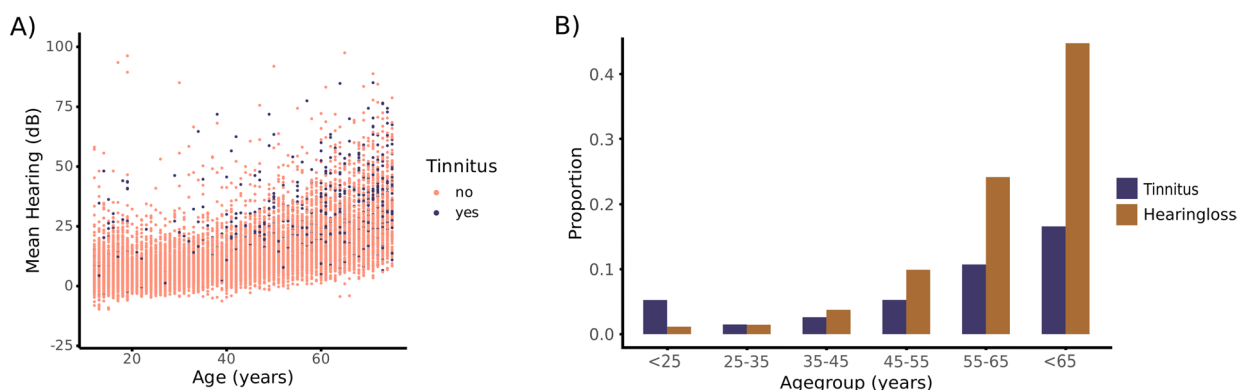 A)
100
75
50
25
0
-25
Mean Hearing (dB)
20
40
60
Age (years)
Tinnitus
no
yes
B)
0.4
0.3
0.2
0.1
0.0
Proportion
<25
25-35
35-45
45-55
55-65
<65
Agegroup (years)
Tinnitus
Hearingloss